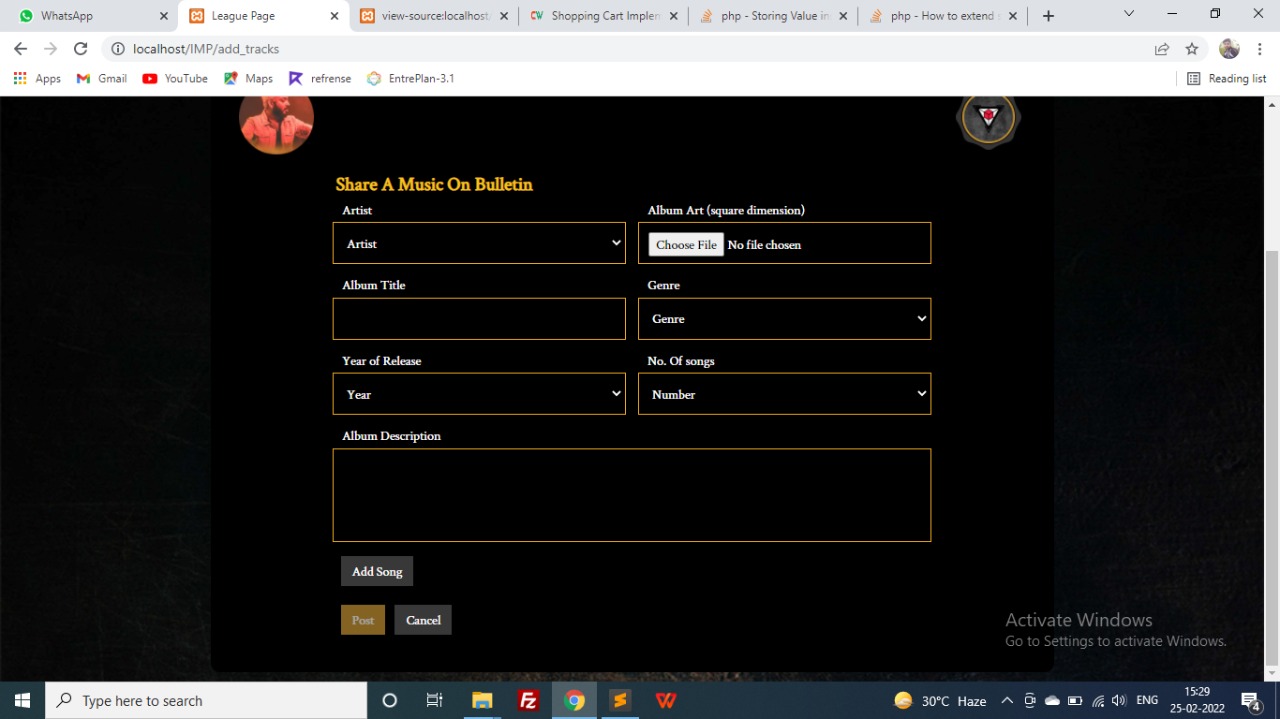 WhatsApp
League Page
view-source:localhost/
Shopping Cart Implem
php - Storing Value in
php - How to extend s
localhost/IMP/add_tracks
Apps
Gmail
YouTube
Maps
refrense
EntrePlan-3.1
Reading list
Share A Music On Bulletin
Artist
Album Art (square dimension)
Artist
Choose File No file chosen
Album Title
Genre
Genre
Year of Release
No. Of songs
Year
Number
Album Description
Add Song
Post
Cancel
Activate Windows
Go to Settings to activate Windows.
Type here to search
30°C Haze
ENG
15:29
25-02-2022
4